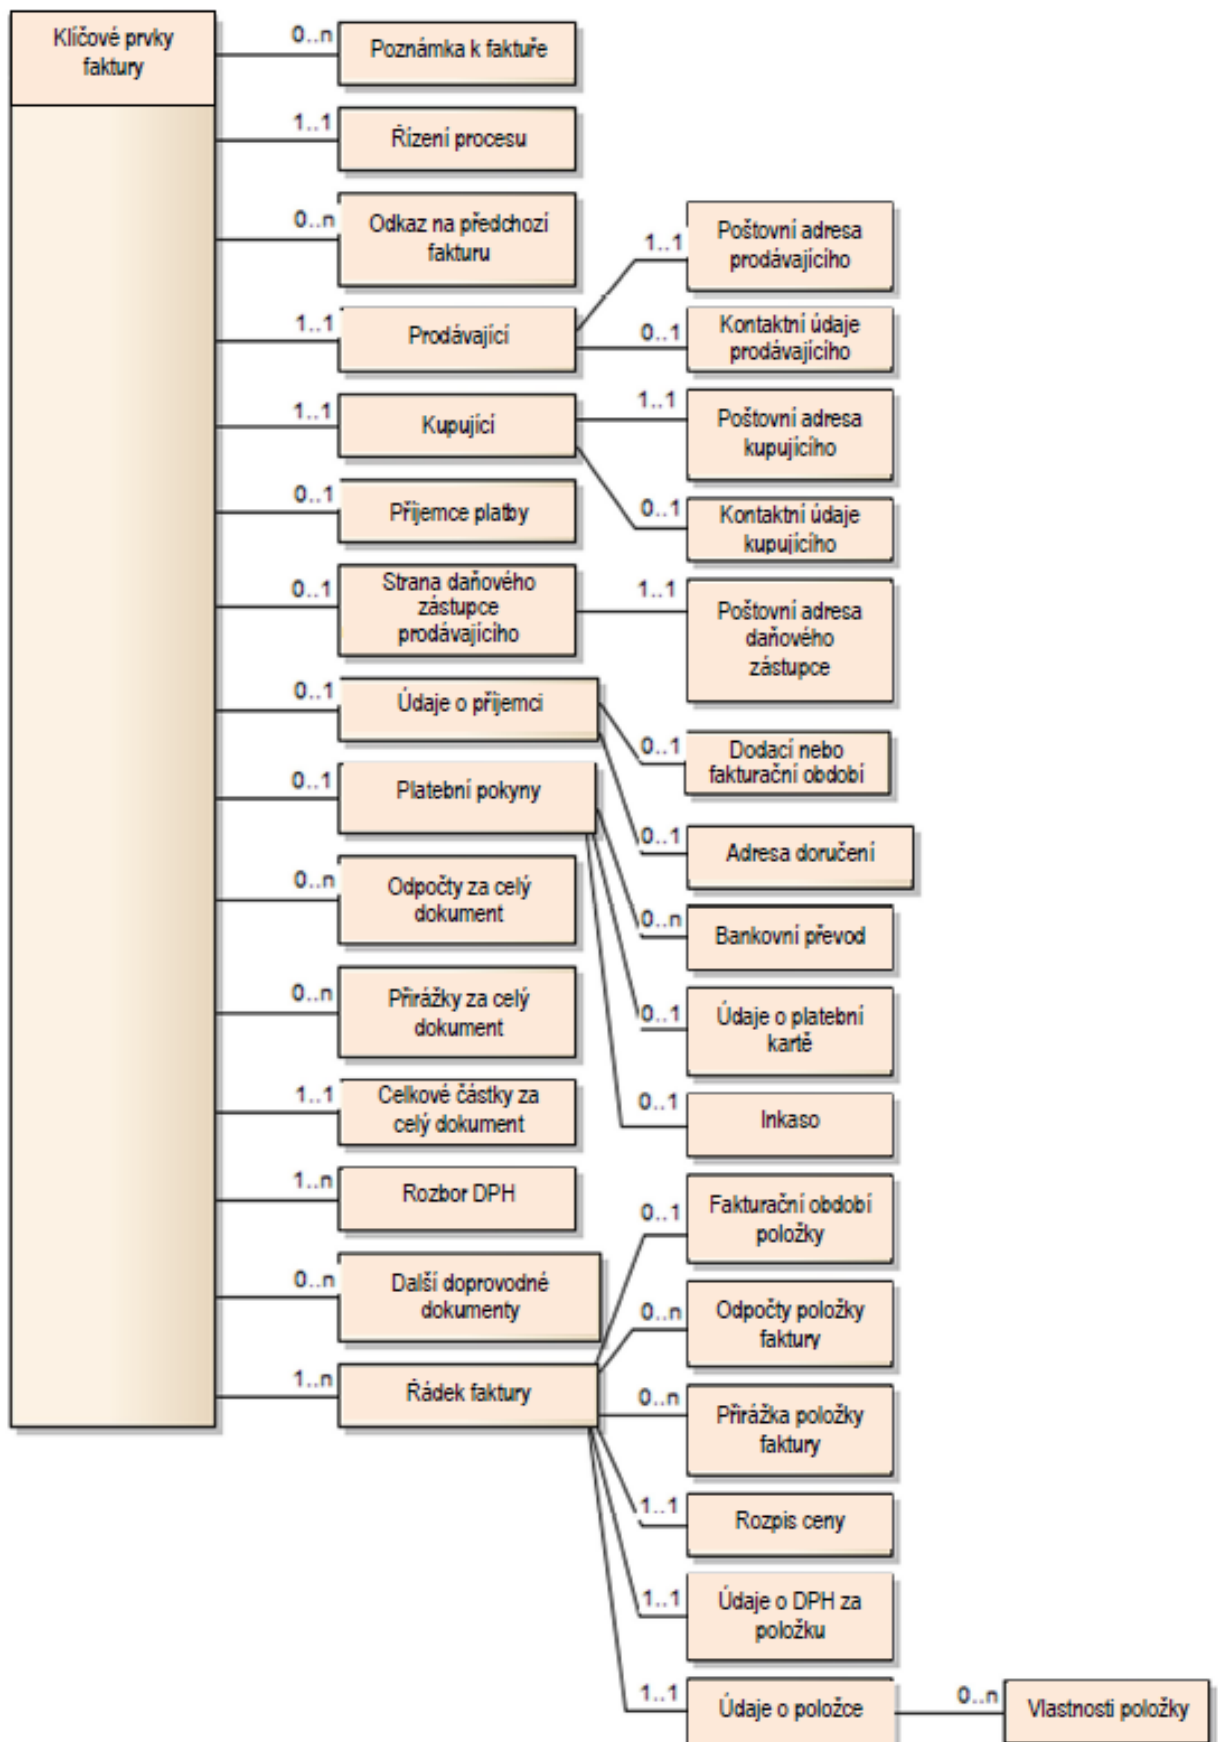 Klíčové prvky
faktury
0..n
Poznámka k faktuře
1..1
Řízení procesu
0..n
Odkaz na předchozí
fakturu
1..1
Prodávající
1..1
Poštovní adresa
prodávajícího
0..1
Kontaktní údaje
prodávajícího
1..1
Kupující
1..1
Poštovní adresa
kupujícího
0..1
Kontaktní údaje
kupujícího
0..1
Příjemce platby
0..1
Strana daňového
zástupce
prodávajícího
1..1
Poštovní adresa
daňového
zástupce
0..1
Údaje o příjemci
0..1
Dodací nebo
fakturační období
0..1
Adresa doručení
0..1
Platební pokyny
0..n
Bankovní převod
0..1
Údaje o platební
kartě
0..1
Inkaso
0..n
Odpočty za celý
dokument
0..n
Přirážky za celý
dokument
1..1
Celkové částky za
celý dokument
1..n
Rozbor DPH
0..n
Další doprovodné
dokumenty
1..n
Řádek faktury
0..1
Fakturační období
položky
0..n
Odpočty položky
faktury
0..n
Přirážka položky
faktury
1..1
Rozpis ceny
1..1
Údaje o DPH za
položku
1..1
Údaje o položce
0..n
Vlastnosti položky